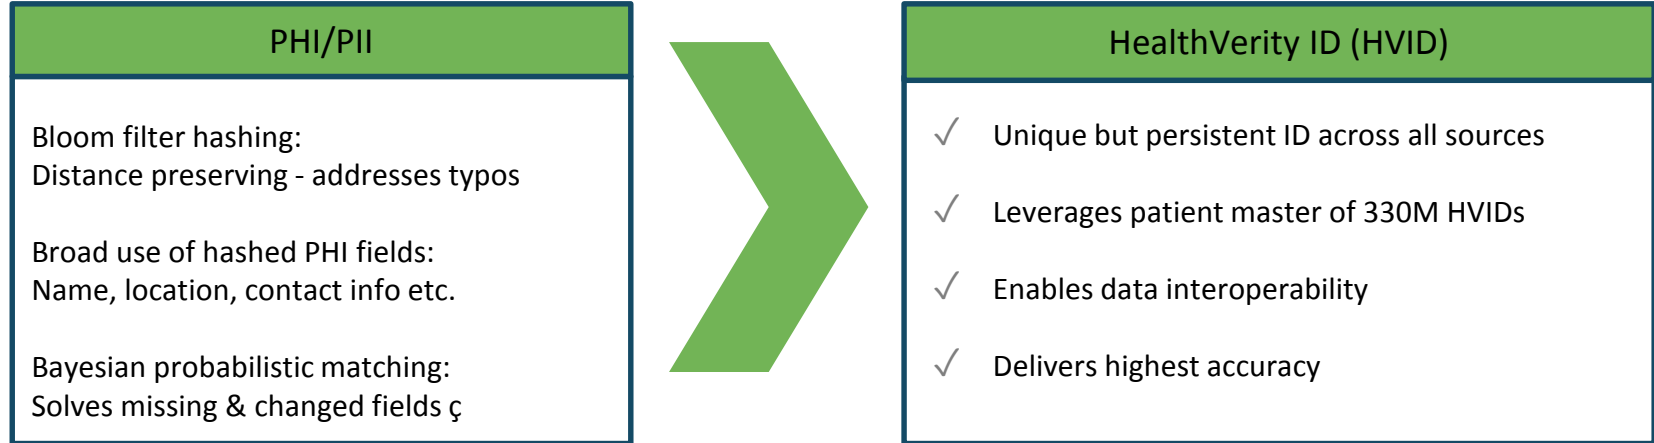 PHI/PII
Bloom filter hashing:
Distance preserving - addresses typos
Broad use of hashed PHI fields:
Name, location, contact info etc.
Bayesian probabilistic matching:
Solves missing & changed fields ç
HealthVerity ID (HVID)
✓ Unique but persistent ID across all sources
✓ Leverages patient master of 330M HVIDs
✓ Enables data interoperability
✓ Delivers highest accuracy